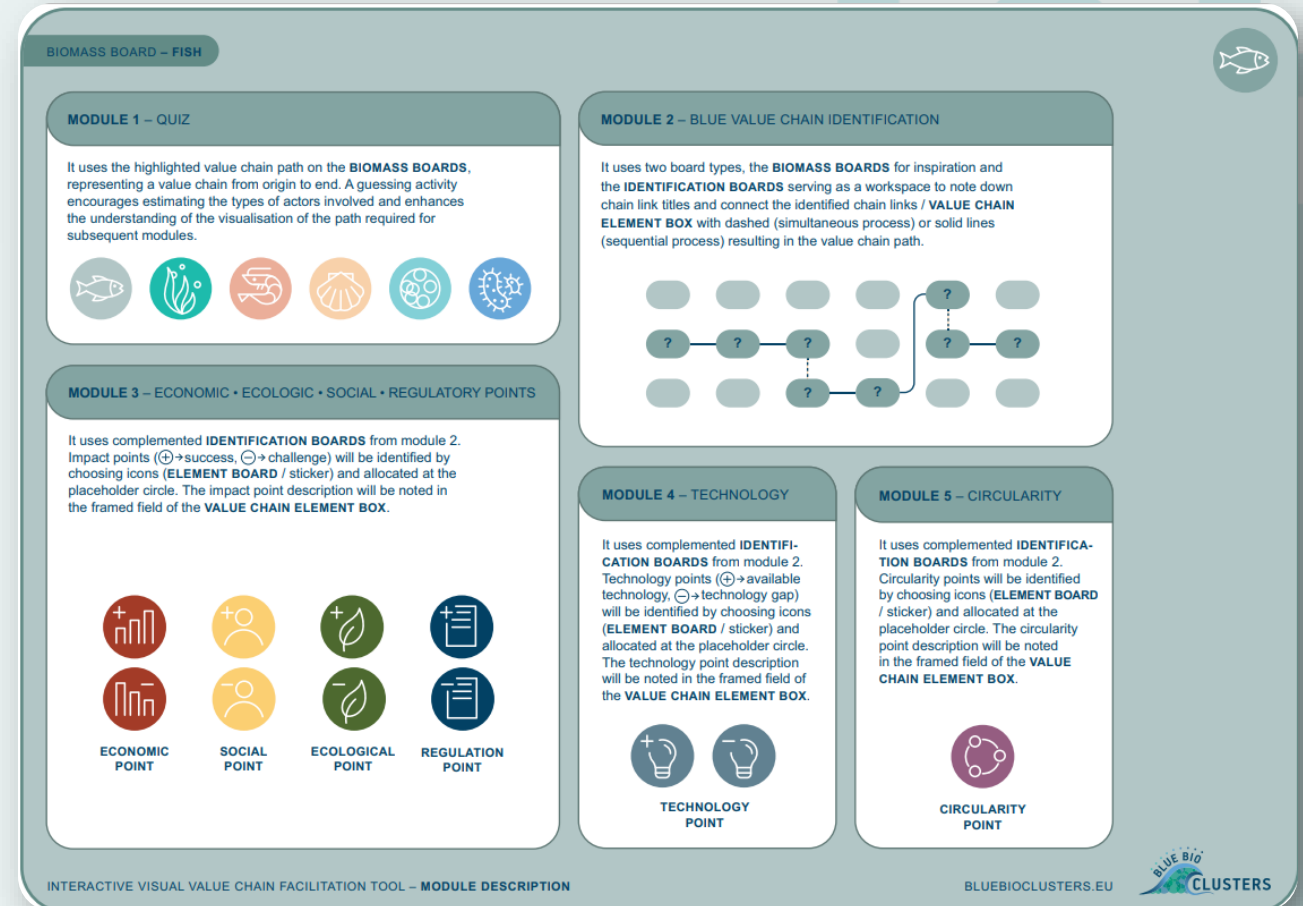 BIOMASS BOARD – FISH
MODULE 1 – QUIZ
It uses the highlighted value chain path on the BIOMASS BOARDS,
representing a value chain from origin to end. A guessing activity
encourages estimating the types of actors involved and enhances
the understanding of the visualisation of the path required for
subsequent modules.
MODULE 2 – BLUE VALUE CHAIN IDENTIFICATION
It uses two board types, the BIOMASS BOARDS for inspiration and
the IDENTIFICATION BOARDS serving as a workspace to note down
chain link titles and connect the identified chain links / VALUE CHAIN
ELEMENT BOX with dashed (simultaneous process) or solid lines
(sequential process) resulting in the value chain path.
?
? ? ? ? ?
? ?
MODULE 3 – ECONOMIC • ECOLOGIC • SOCIAL • REGULATORY POINTS
It uses complemented IDENTIFICATION BOARDS from module 2.
Impact points (⊕→success, ⊖→challenge) will be identified by
choosing icons (ELEMENT BOARD / sticker) and allocated at the
placeholder circle. The impact point description will be noted in
the framed field of the VALUE CHAIN ELEMENT BOX.
ECONOMIC
POINT
SOCIAL
POINT
ECOLOGICAL
POINT
REGULATION
POINT
MODULE 4 – TECHNOLOGY
It uses complemented IDENTIFI-
CATION BOARDS from module 2.
Technology points (⊕→available
technology, ⊖→technology gap)
will be identified by choosing icons
(ELEMENT BOARD / sticker) and
allocated at the placeholder circle.
The technology point description
will be noted in the framed field of
the VALUE CHAIN ELEMENT BOX.
TECHNOLOGY
POINT
MODULE 5 – CIRCULARITY
It uses complemented IDENTIFICA-
TION BOARDS from module 2.
Circularity points will be identified
by choosing icons (ELEMENT BOARD
/ sticker) and allocated at the
placeholder circle. The circularity
point description will be noted
in the framed field of the VALUE
CHAIN ELEMENT BOX.
CIRCULARITY
POINT
INTERACTIVE VISUAL VALUE CHAIN FACILITATION TOOL – MODULE DESCRIPTION
BLUEBIOCLUSTERS.EU
BLUE BIO
CLUSTERS